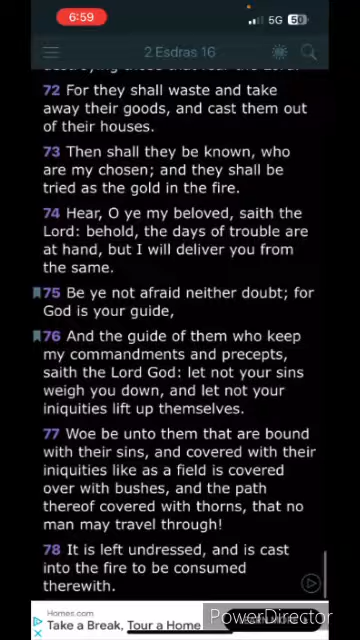 6:59
5G 50
2 Esdras 16
destroying those that fear the Lord.
72 For they shall waste and take
away their goods, and cast them out
of their houses.
73 Then shall they be known, who
are my chosen; and they shall be
tried as the gold in the fire.
74 Hear, O ye my beloved, saith the
Lord: behold, the days of trouble are
at hand, but I will deliver you from
the same.
75 Be ye not afraid neither doubt; for
God is your guide,
76 And the guide of them who keep
my commandments and precepts,
saith the Lord God: let not your sins
weigh you down, and let not your
iniquities lift up themselves.
77 Woe be unto them that are bound
with their sins, and covered with their
iniquities like as a field is covered
over with bushes, and the path
thereof covered with thorns, that no
man may travel through!
78 It is left undressed, and is cast
into the fire to be consumed
therewith.
Homes.com
Take a Break, Tour a Home
PowerDirector